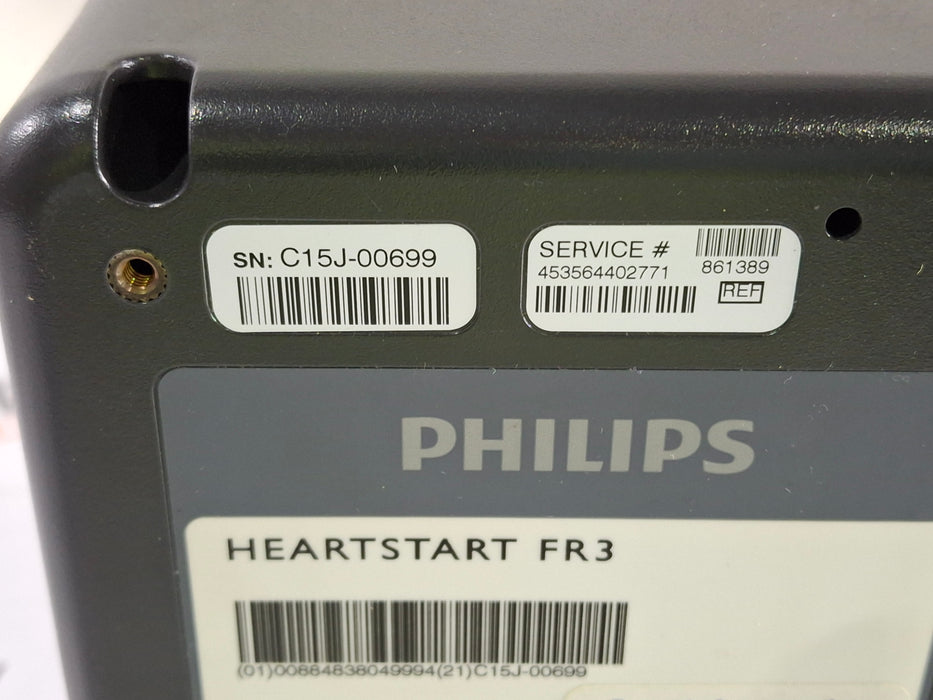 SN: C15J-00699
SERVICE #
453564402771
861389
REF
PHILIPS
HEARTSTART FR3
(01)00884838049994(21)C15J-00699